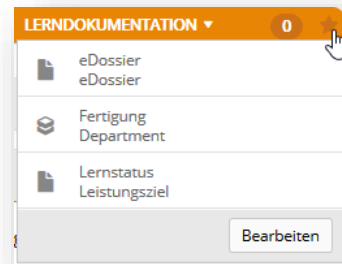 LERNDOKUMENTATION 0
eDossier
eDossier
Fertigung
Department
Lernstatus
Leistungsziel
Bearbeiten